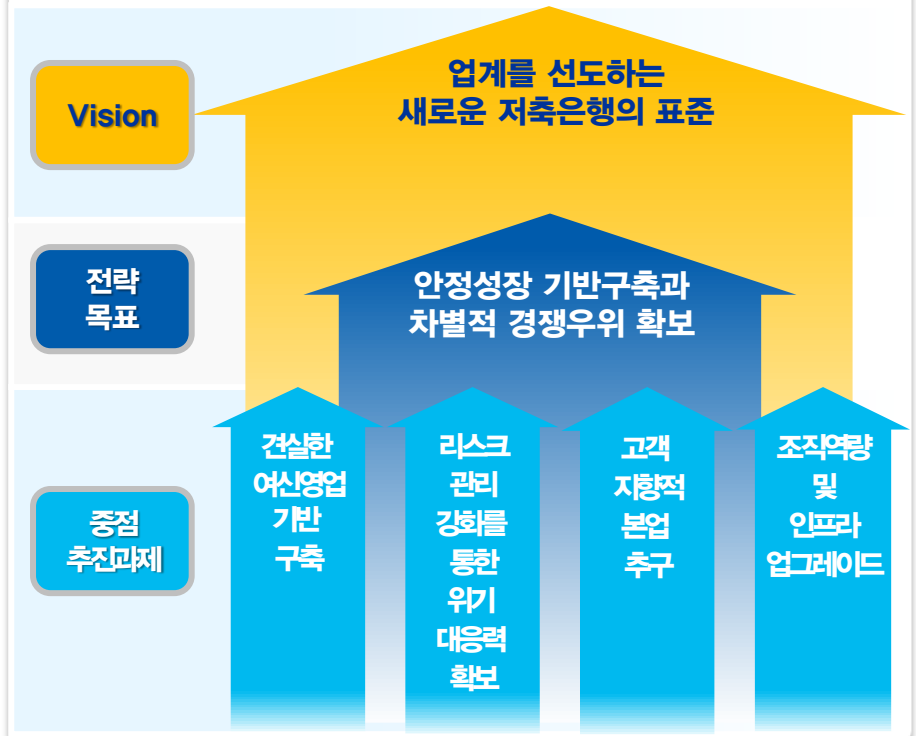 Vision
업계를 선도하는
새로운 저축은행의 표준
전략
목표
안정성장 기반구축과
차별적 경쟁우위 확보
중점
추진과제
견실한
여신영업
기반
구축
리스크
관리
강화를
통한
위기
대응력
확보
고객
지향적
본업
추구
조직역량
및
인프라
업그레이드